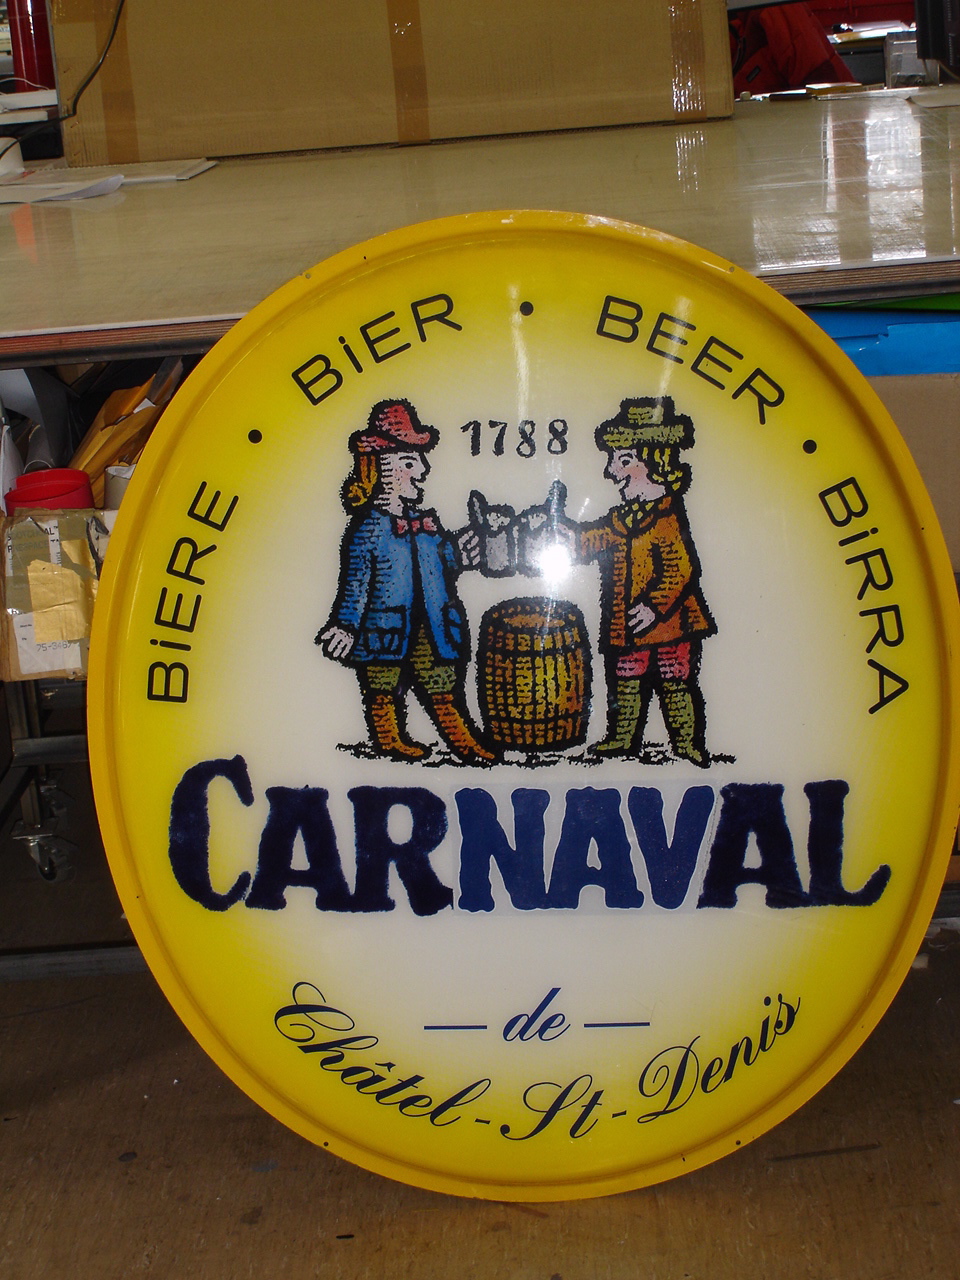 BiERE • BiER • BEER • BiRRA
1788
CARNAVAL
— de —
Châtel-St-Denis